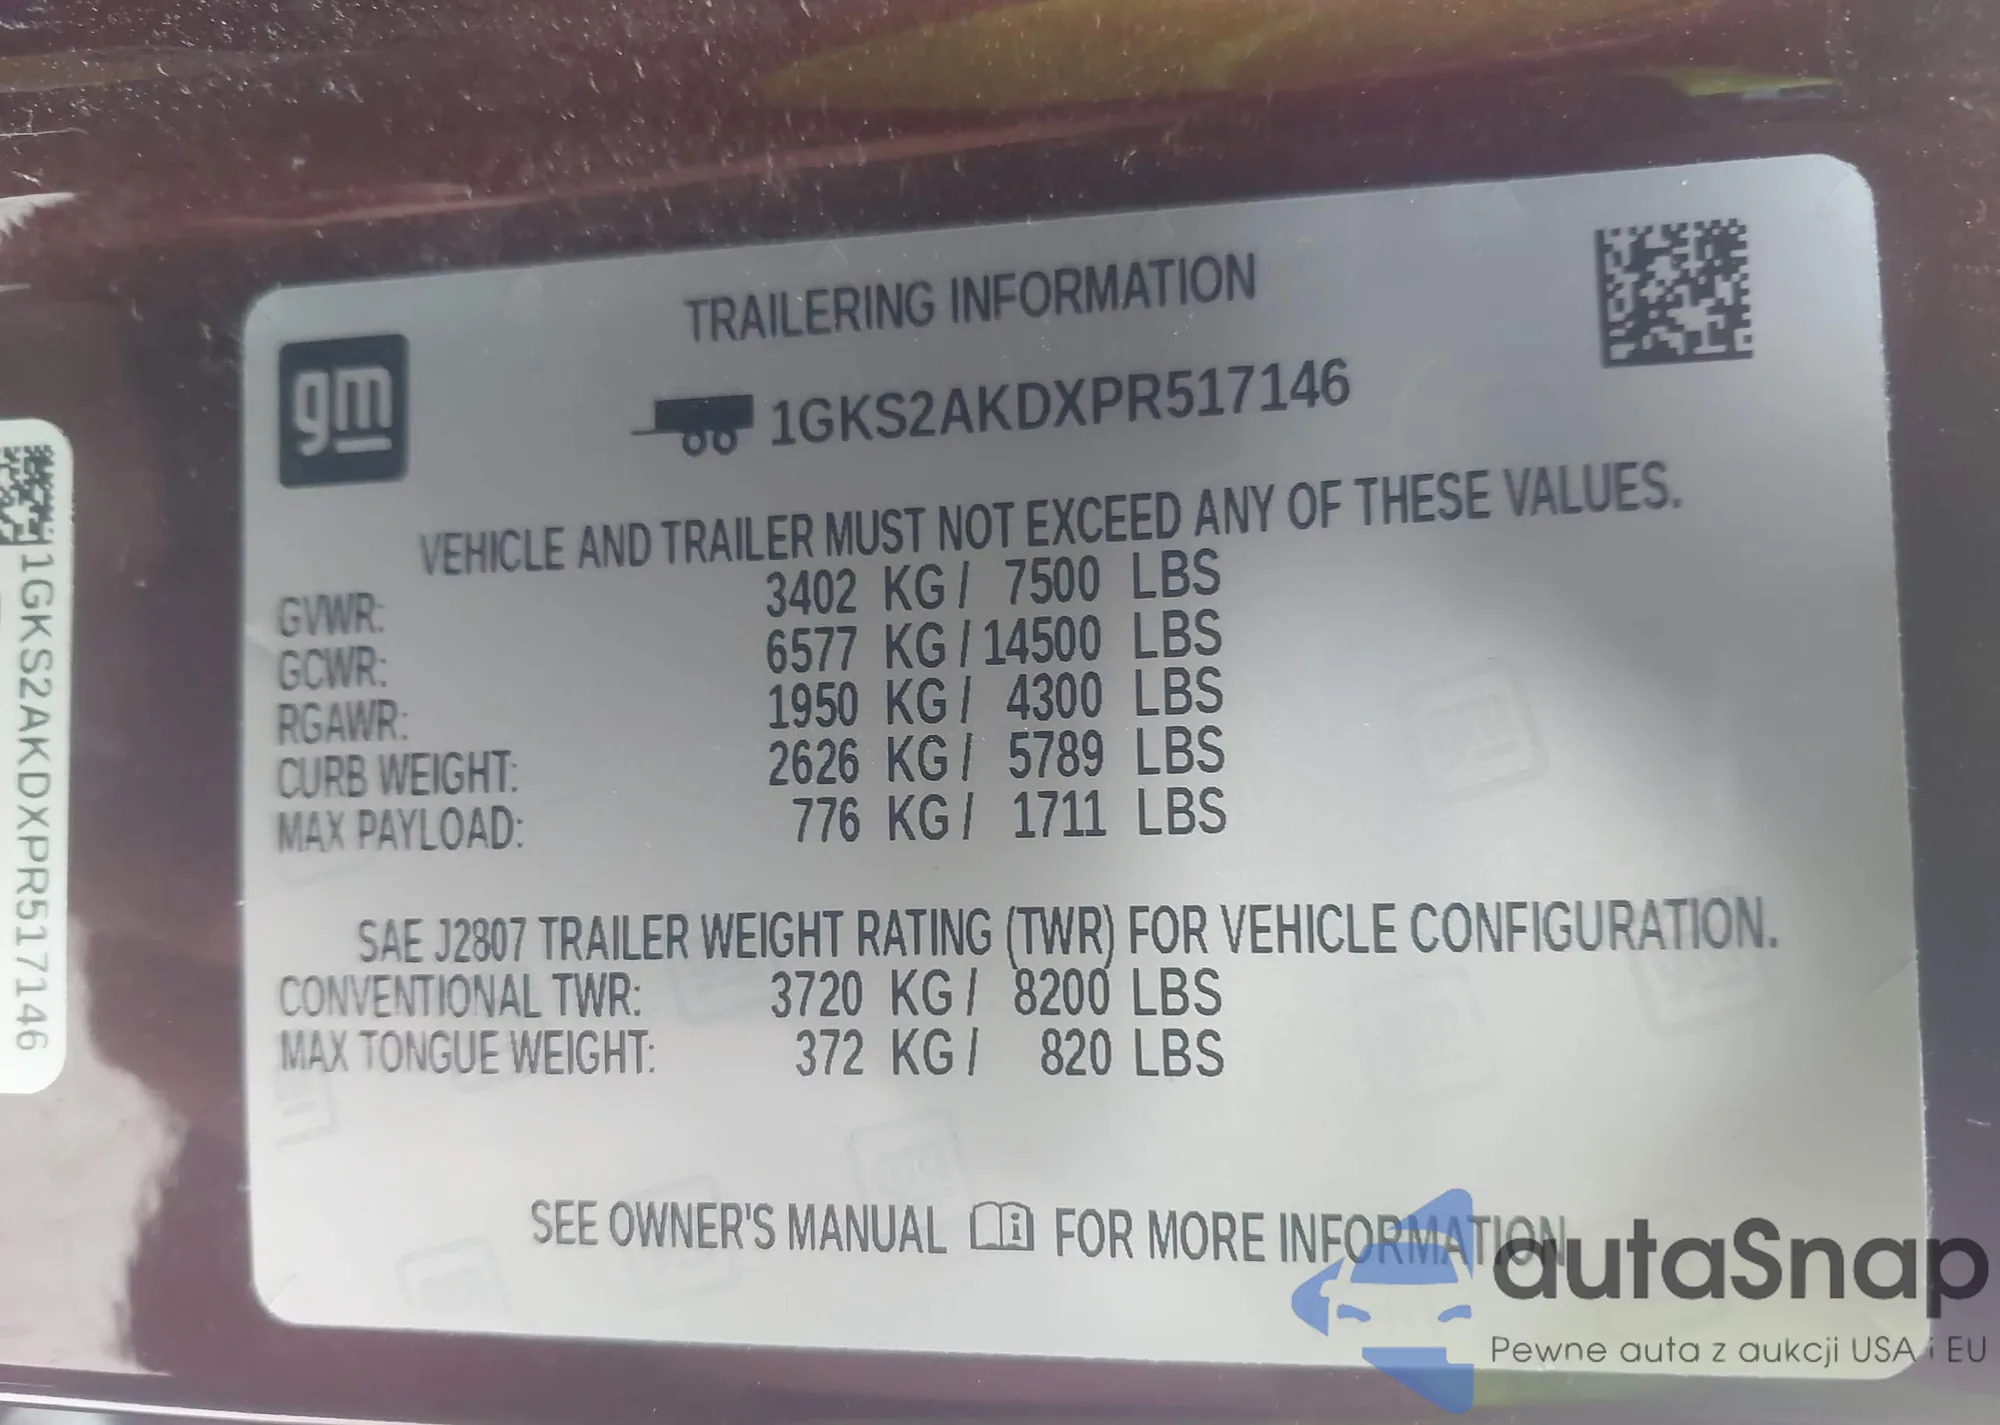 gm
TRAILERING INFORMATION
1GKS2AKDXPR517146
VEHICLE AND TRAILER MUST NOT EXCEED ANY OF THESE VALUES.
GVWR: 3402 KG / 7500 LBS
GCWR: 6577 KG / 14500 LBS
RGAWR: 1950 KG / 4300 LBS
CURB WEIGHT: 2626 KG / 5789 LBS
MAX PAYLOAD: 776 KG / 1711 LBS
SAE J2807 TRAILER WEIGHT RATING (TWR) FOR VEHICLE CONFIGURATION.
CONVENTIONAL TWR: 3720 KG / 8200 LBS
MAX TONGUE WEIGHT: 372 KG / 820 LBS
SEE OWNER'S MANUAL FOR MORE INFORMATION
1GKS2AKDXPR517146
autaSnap
Pewne auta z aukcji USA i EU